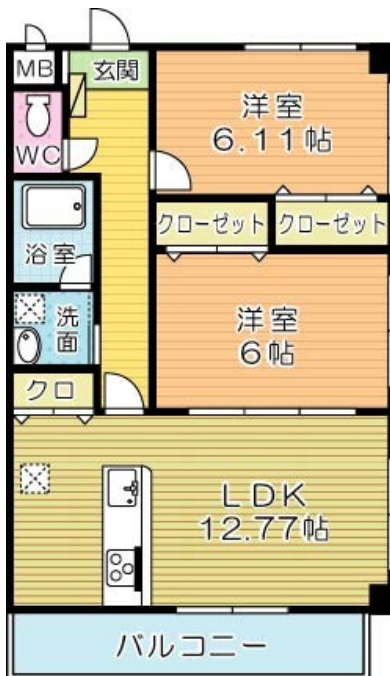 MB
玄関
WC
洋室
6.11帖
クローゼット
クローゼット
浴室
洗面
洋室
6帖
クロ
LDK
12.77帖
バルコニー